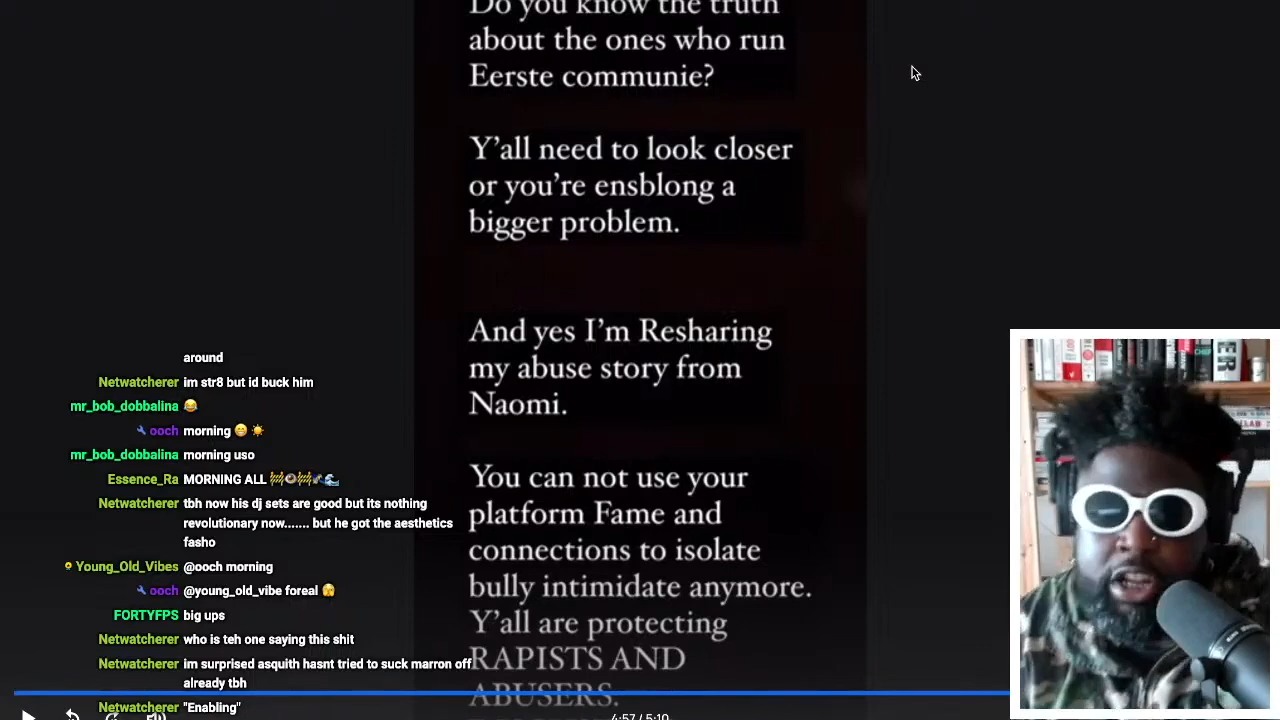 Do you know the truth
about the ones who run
Eerste communie?
Y'all need to look closer
or you're ensblong a
bigger problem.
And yes I'm Resharing
my abuse story from
Naomi.
You can not use your
platform Fame and
connections to isolate
bully intimidate anymore.
Y'all are protecting
RAPISTS AND
ABUSERS.
around
Netwatcherer im str8 but id buck him
mr_bob_dobbalina 😂
ooch morning 😁 ☀️
mr_bob_dobbalina morning uso
Essence_Ra MORNING ALL
Netwatcherer tbh now his dj sets are good but its nothing
revolutionary now....... but he got the aesthetics
fasho
Young_Old_Vibes @ooch morning
ooch @young_old_vibe foreal
FORTYFPS big ups
Netwatcherer who is teh one saying this shit
Netwatcherer im surprised asquith hasnt tried to suck marron off
already tbh
Netwatcherer "Enabling"
4:57 / 5:10